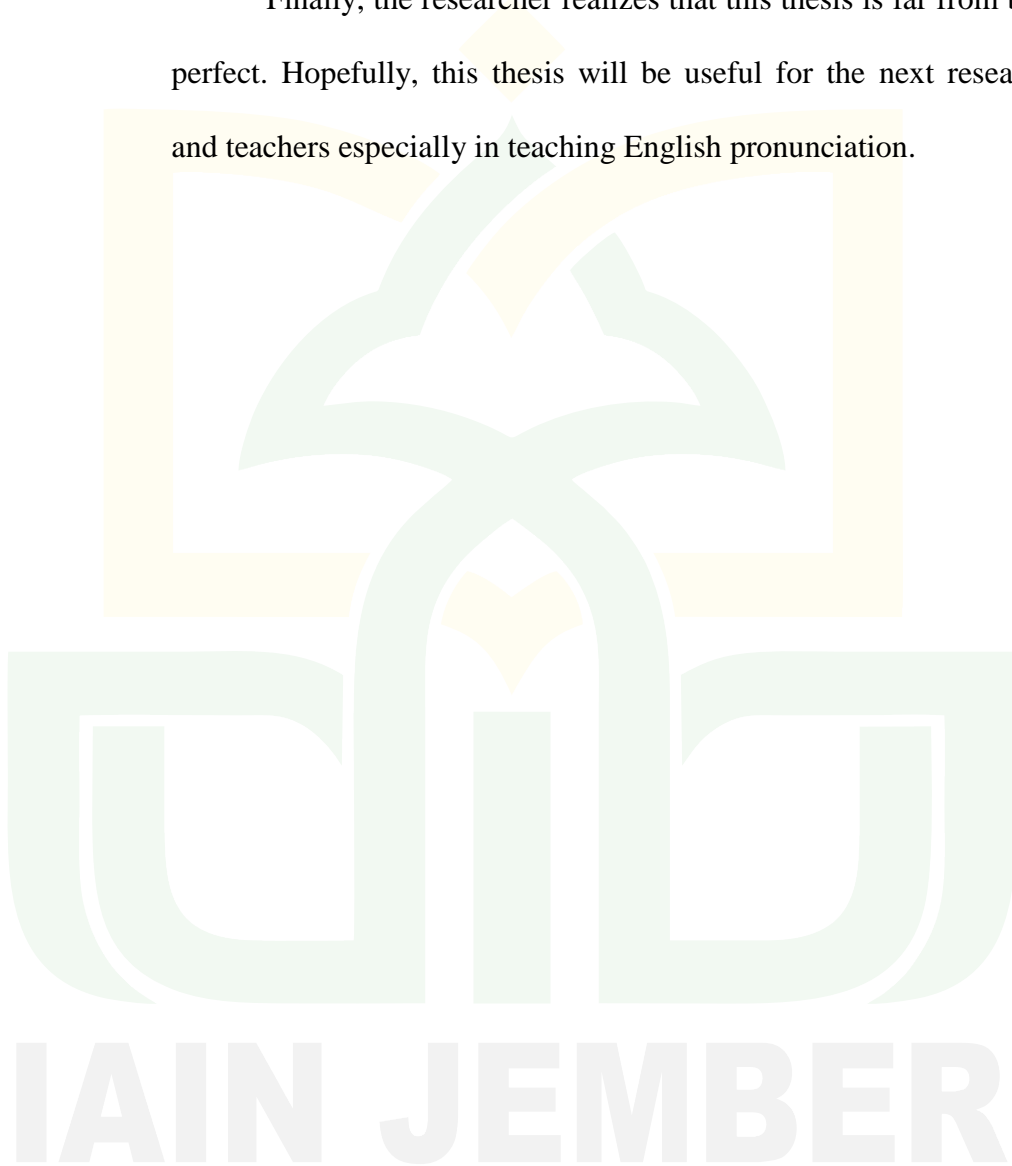 Finally, the researcher realizes that this thesis is far from
perfect. Hopefully, this thesis will be useful for the next
and teachers especially in teaching English pronunciation.
IAIN JEMBER